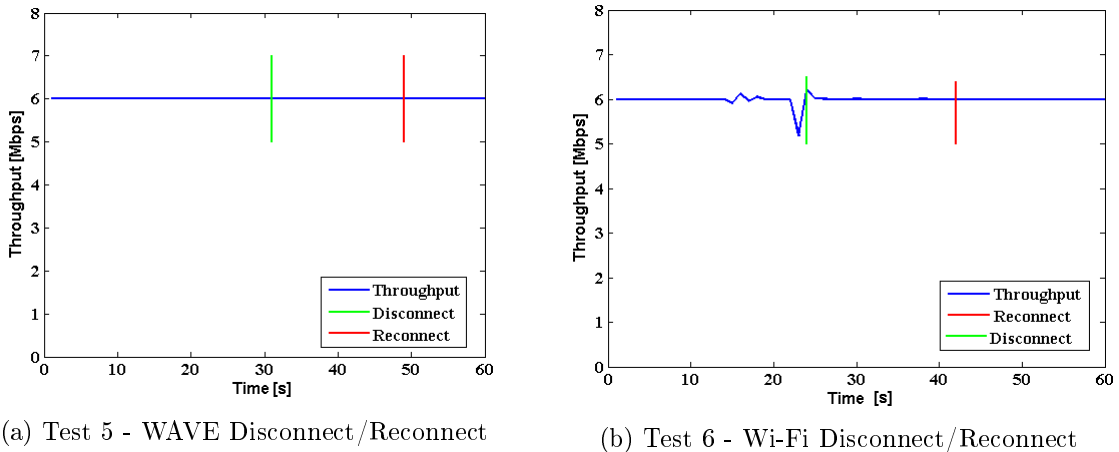 8
7
6
5
4
3
2
1
0
Throughput [Mbps]
0 10 20 30 40 50 60
Time [s]
Throughput
Disconnect
Reconnect
(a) Test 5 - WAVE Disconnect/Reconnect
8
7
6
5
4
3
2
1
0
Throughput [Mbps]
0 10 20 30 40 50 60
Time [s]
Throughput
Reconnect
Disconnect
(b) Test 6 - Wi-Fi Disconnect/Reconnect